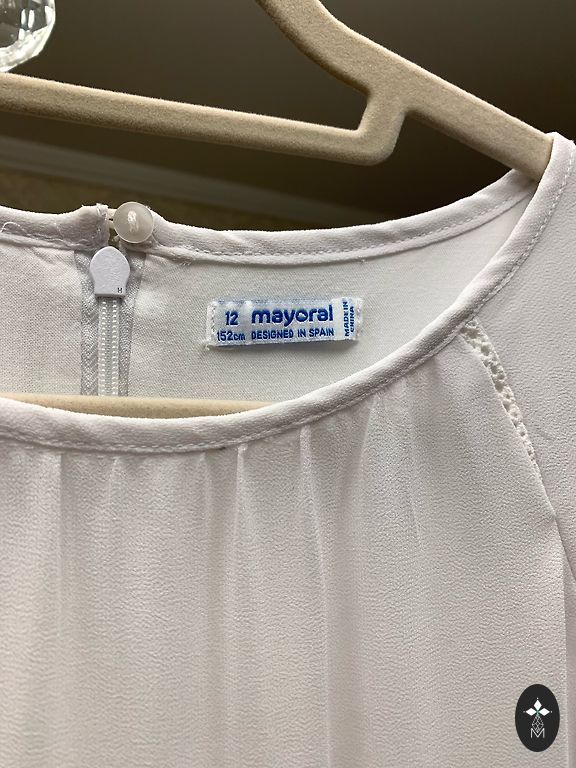 12 mayoral
152cm DESIGNED IN SPAIN
MADE IN
CHINA
H
M